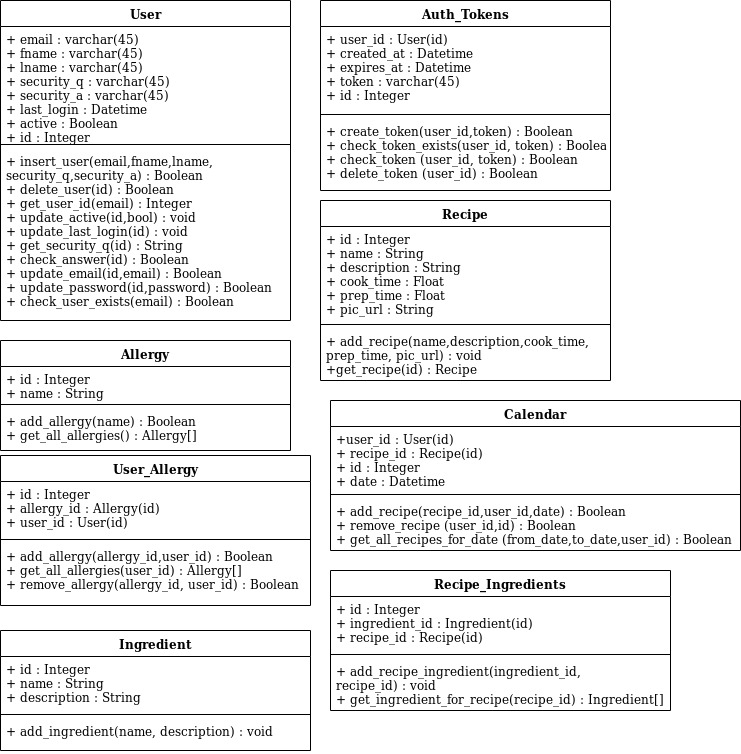 User
+ email : varchar(45)
+ fname : varchar(45)
+ lname : varchar(45)
+ security_q : varchar(45)
+ security_a : varchar(45)
+ last_login : Datetime
+ active : Boolean
+ id : Integer
+ insert_user(email,fname,lname,
security_q,security_a) : Boolean
+ delete_user(id) : Boolean
+ get_user_id(email) : Integer
+ update_active(id,bool) : void
+ update_last_login(id) : void
+ get_security_q(id) : String
+ check_answer(id) : Boolean
+ update_email(id,email) : Boolean
+ update_password(id,password) : Boolean
+ check_user_exists(email) : Boolean
Allergy
+ id : Integer
+ name : String
+ add_allergy(name) : Boolean
+ get_all_allergies() : Allergy[]
User_Allergy
+ id : Integer
+ allergy_id : Allergy(id)
+ user_id : User(id)
+ add_allergy(allergy_id,user_id) : Boolean
+ get_all_allergies(user_id) : Allergy[]
+ remove_allergy(allergy_id, user_id) : Boolean
Ingredient
+ id : Integer
+ name : String
+ description : String
+ add_ingredient(name, description) : void
Auth_Tokens
+ user_id : User(id)
+ created_at : Datetime
+ expires_at : Datetime
+ token : varchar(45)
+ id : Integer
+ create_token(user_id,token) : Boolean
+ check_token_exists(user_id, token) : Boolea
+ check_token (user_id, token) : Boolean
+ delete_token (user_id) : Boolean
Recipe
+ id : Integer
+ name : String
+ description : String
+ cook_time : Float
+ prep_time : Float
+ pic_url : String
+ add_recipe(name,description,cook_time,
prep_time, pic_url) : void
+get_recipe(id) : Recipe
Calendar
+user_id : User(id)
+ recipe_id : Recipe(id)
+ id : Integer
+ date : Datetime
+ add_recipe(recipe_id,user_id,date) : Boolean
+ remove_recipe (user_id,id) : Boolean
+ get_all_recipes_for_date (from_date,to_date,user_id) : Boolean
Recipe_Ingredients
+ id : Integer
+ ingredient_id : Ingredient(id)
+ recipe_id : Recipe(id)
+ add_recipe_ingredient(ingredient_id,
recipe_id) : void
+ get_ingredient_for_recipe(recipe_id) : Ingredient[]